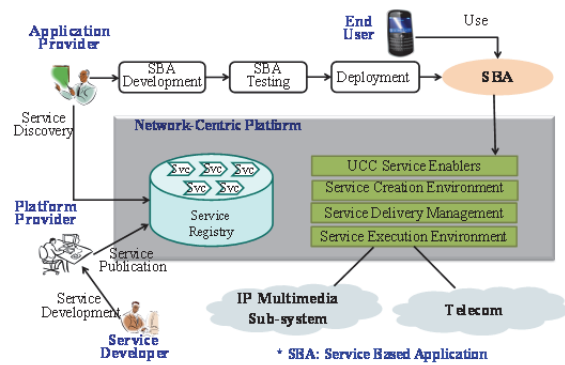 Application
Provider
End
User
Use
SBA
Development
SBA
Testing
Deployment
SBA
Service
Discovery
Network-Centric Platform
Svc Svc Svc
Svc Svc
Service
Registry
UCC Service Enablers
Service Creation Environment
Service Delivery Management
Service Execution Environment
Platform
Provider
Service
Publication
Service
Development
Service
Developer
IP Multimedia
Sub-system
Telecom
* SBA: Service Based Application